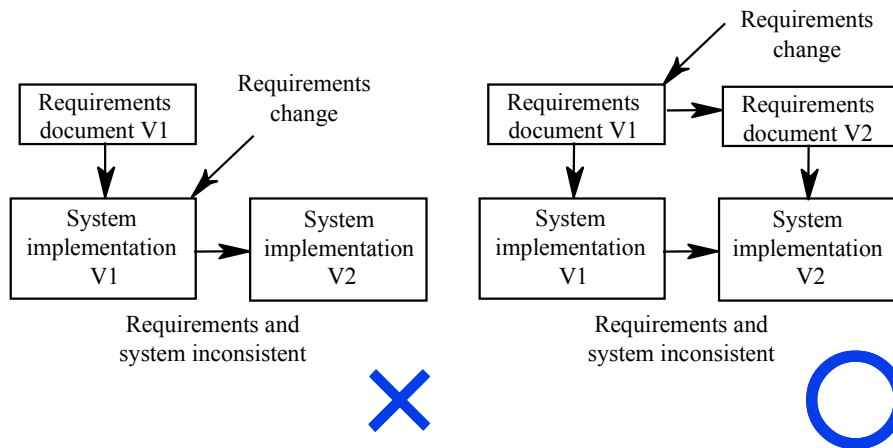 Requirements
change
Requirements
document V1
System
implementation
V1
System
implementation
V2
Requirements and
system inconsistent
Requirements
change
Requirements
document V1
Requirements
document V2
System
implementation
V1
System
implementation
V2
Requirements and
system inconsistent